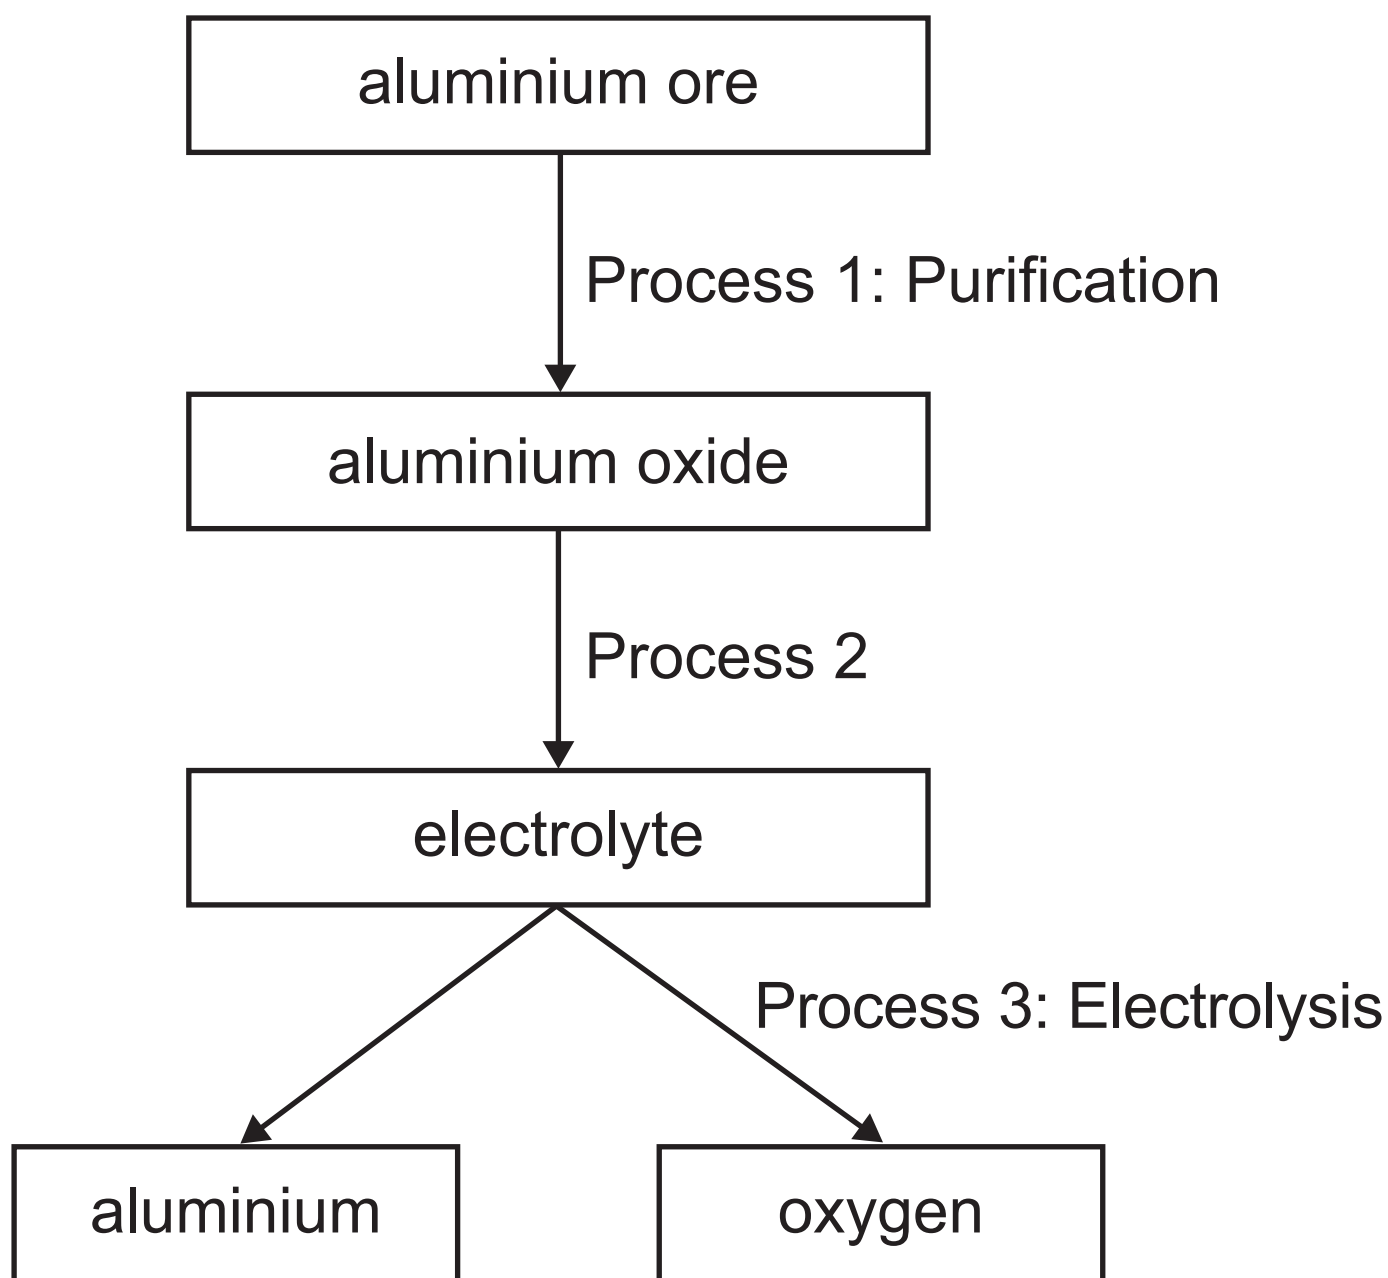 aluminium ore
Process 1: Purification
aluminium oxide
Process 2
electrolyte
Process 3: Electrolysis
aluminium
oxygen